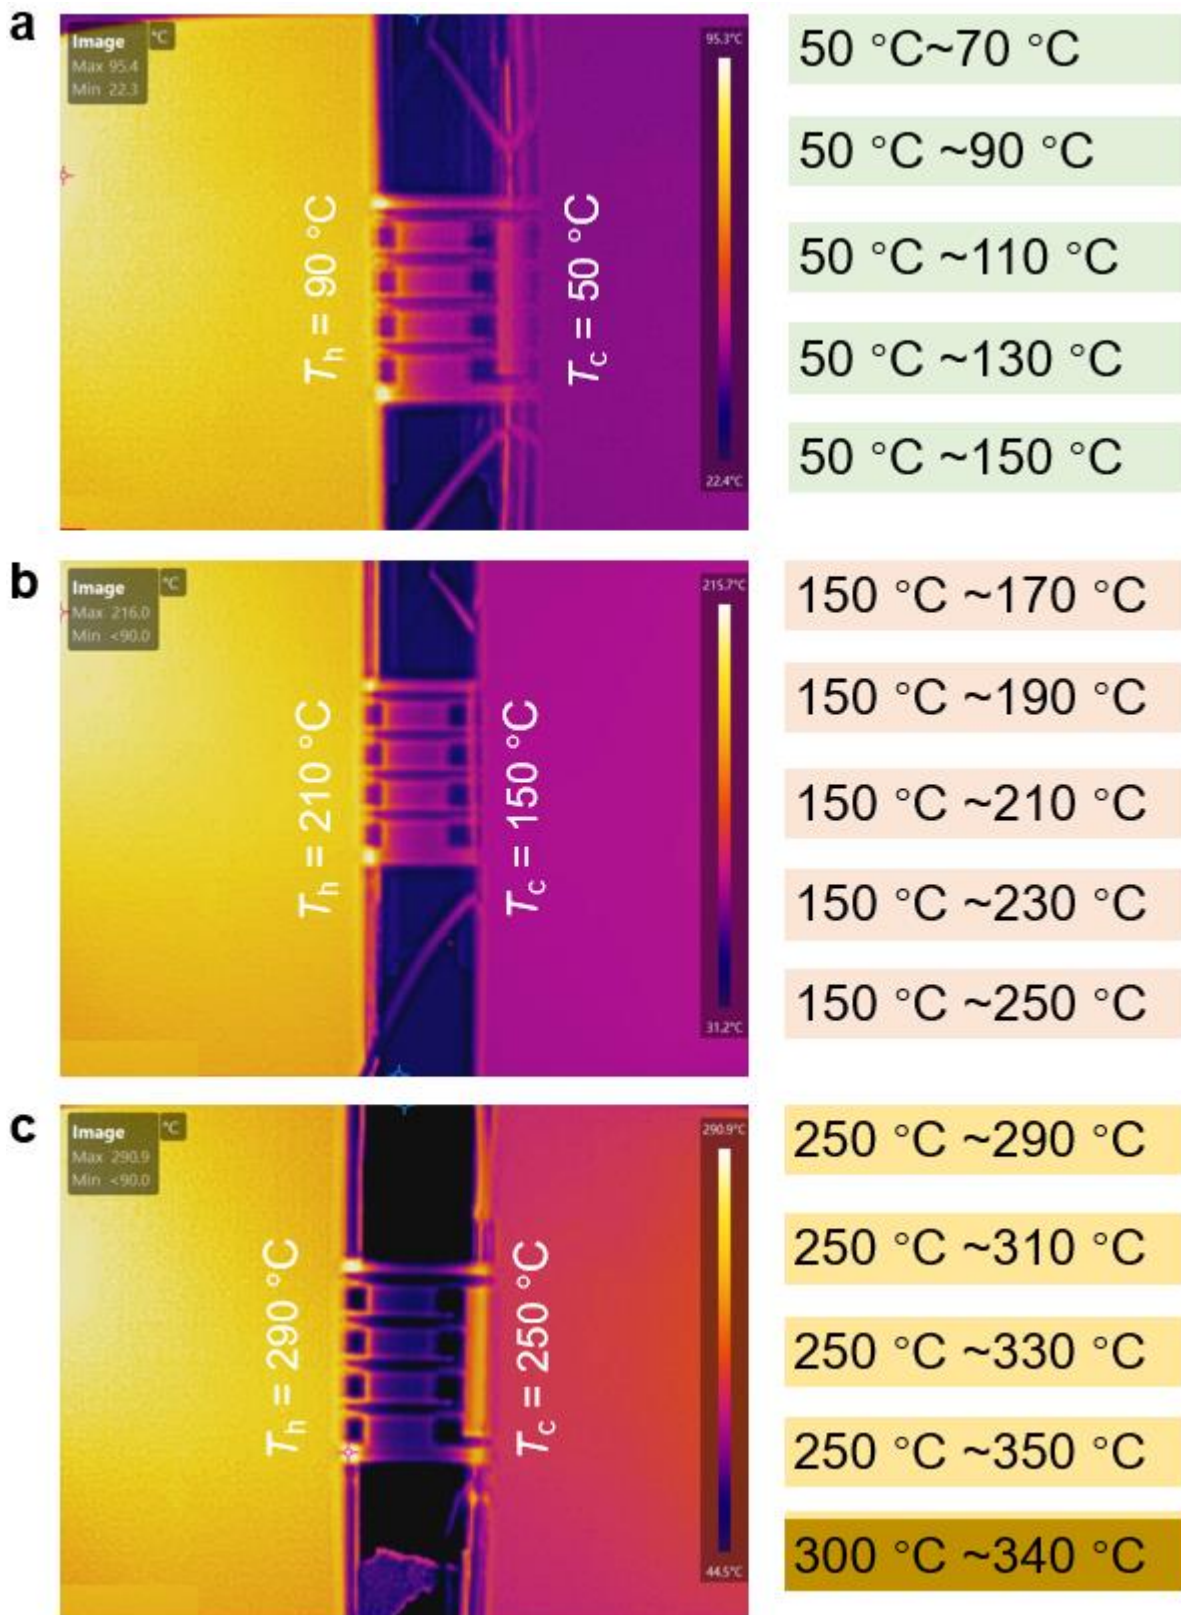 a
Image °C
Max 95.4
Min 22.3
95.3°C
22.4°C
Th = 90 °C
Tc = 50 °C
50 °C~70 °C
50 °C ~90 °C
50 °C ~110 °C
50 °C ~130 °C
50 °C ~150 °C
b
Image °C
Max 216.0
Min <90.0
215.7°C
31.2°C
Th = 210 °C
Tc = 150 °C
150 °C ~170 °C
150 °C ~190 °C
150 °C ~210 °C
150 °C ~230 °C
150 °C ~250 °C
c
Image °C
Max 290.9
Min <90.0
290.9°C
44.5°C
Th = 290 °C
Tc = 250 °C
250 °C ~290 °C
250 °C ~310 °C
250 °C ~330 °C
250 °C ~350 °C
300 °C ~340 °C